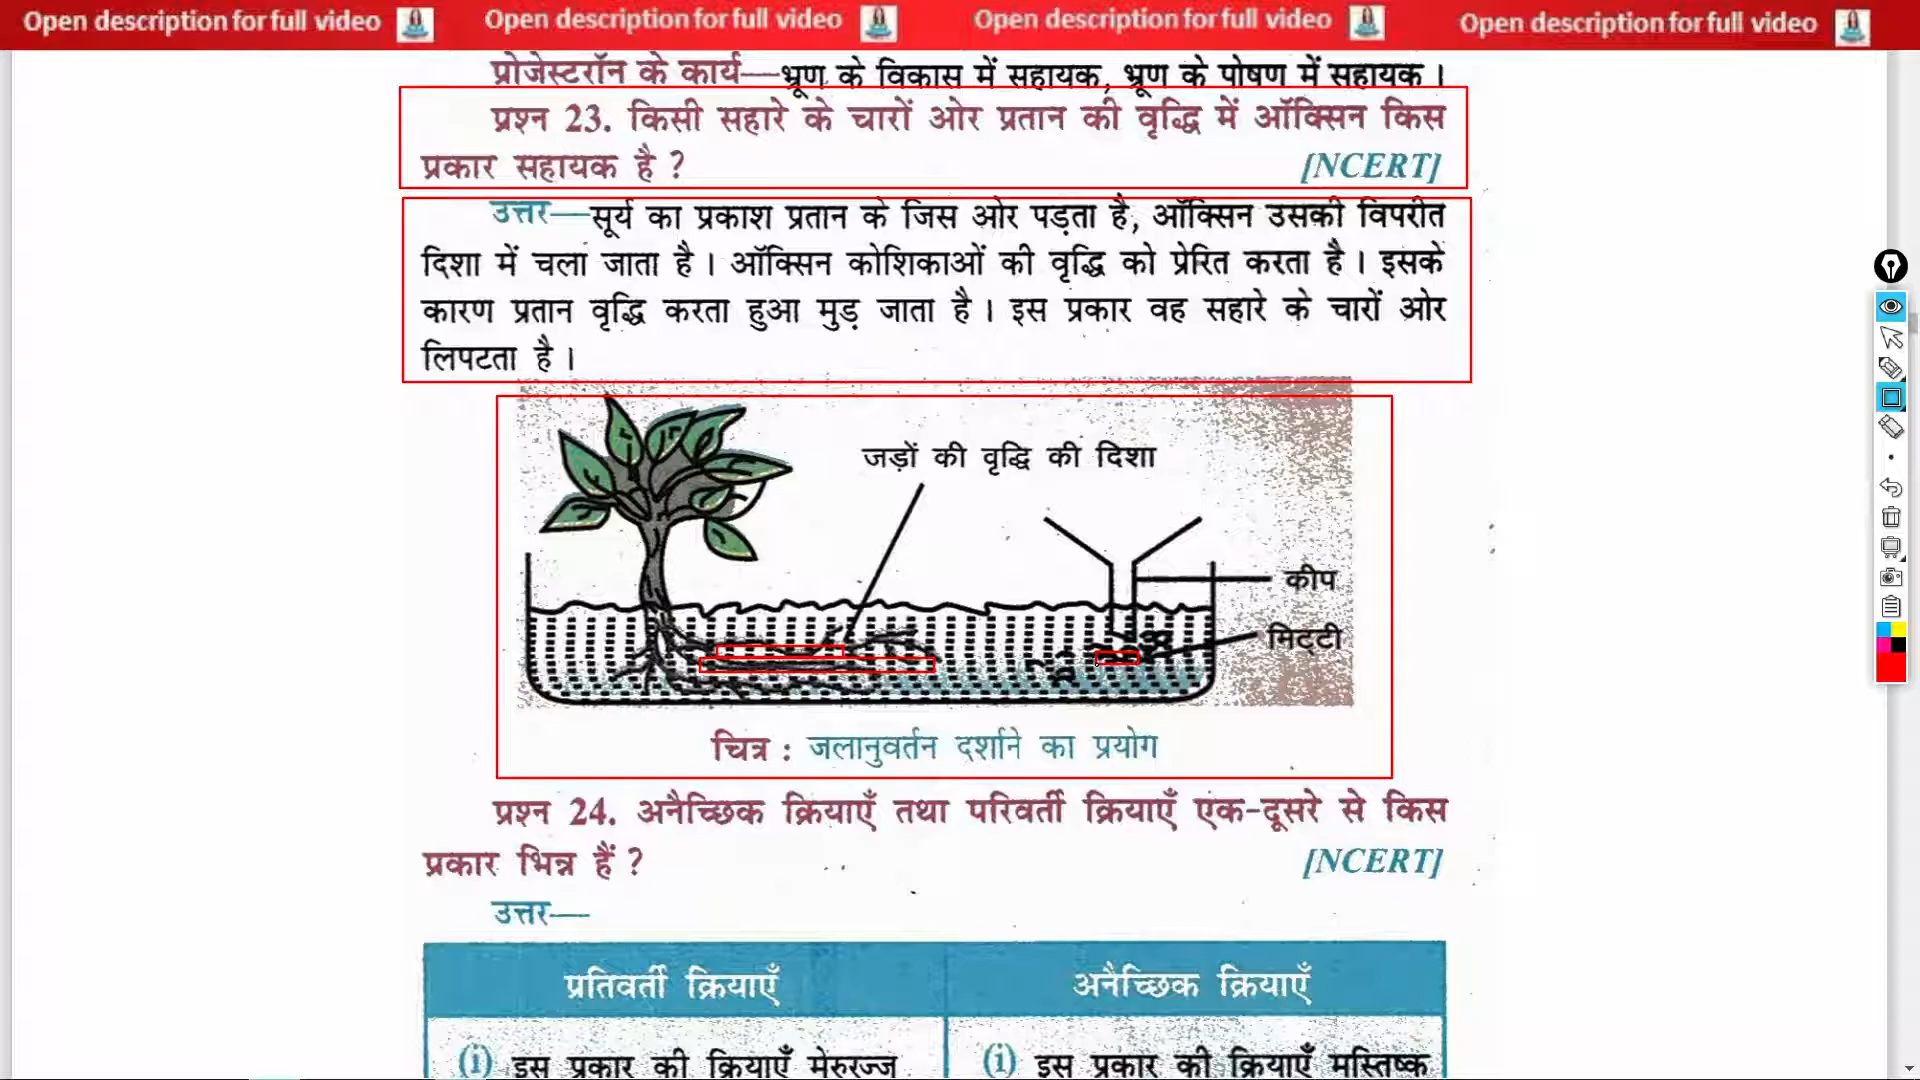 Open description for full video Open description for full video Open description for full video Open description for full video
प्रोजेस्टरॉन के कार्य—भ्रूण के विकास में सहायक, भ्रूण के पोषण में सहायक ।
प्रश्न 23. किसी सहारे के चारों ओर प्रतान की वृद्धि में ऑक्सिन किस
प्रकार सहायक है ? [NCERT]
उत्तर—सूर्य का प्रकाश प्रतान के जिस ओर पड़ता है, ऑक्सिन उसकी विपरीत
दिशा में चला जाता है । ऑक्सिन कोशिकाओं की वृद्धि को प्रेरित करता है । इसके
कारण प्रतान वृद्धि करता हुआ मुड़ जाता है । इस प्रकार वह सहारे के चारों ओर
लिपटता है ।
जड़ों की वृद्धि की दिशा
कीप
मिट्टी
चित्र : जलानुवर्तन दर्शाने का प्रयोग
प्रश्न 24. अनैच्छिक क्रियाएँ तथा परिवर्ती क्रियाएँ एक-दूसरे से किस
प्रकार भिन्न हैं ? [NCERT]
उत्तर—
प्रतिवर्ती क्रियाएँ अनैच्छिक क्रियाएँ
(i) इस प्रकार की क्रियाएँ मेरुरज्जु (i) इस प्रकार की क्रियाएँ मस्तिष्क